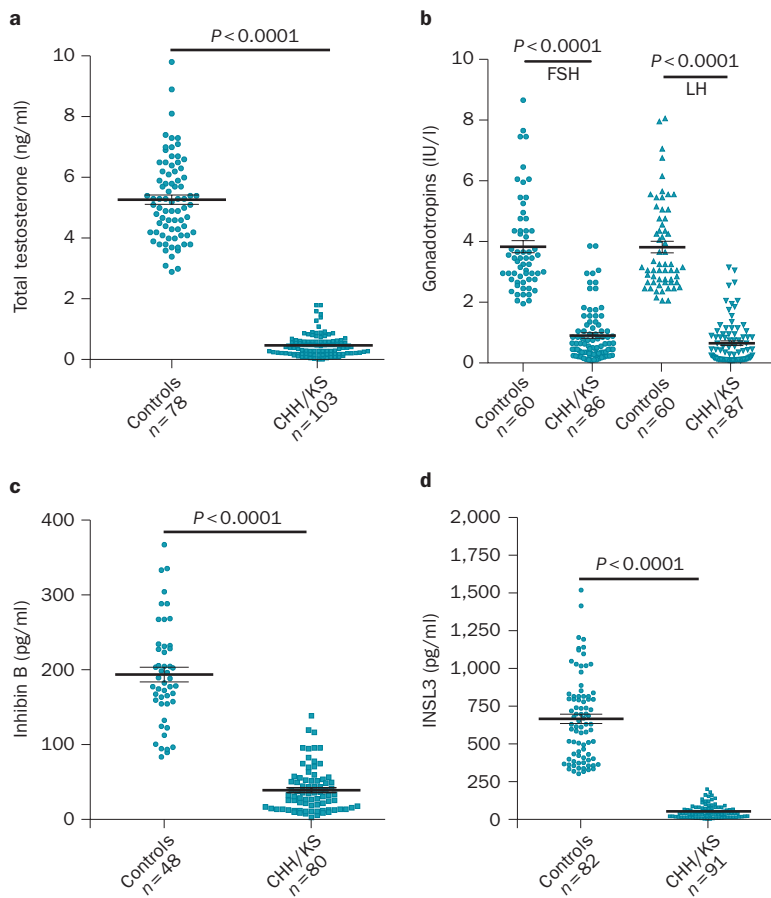 a
P<0.0001
Total testosterone (ng/ml)
10
8
6
4
2
0
Controls
n=78
CHH/KS
n=103
b
P<0.0001
FSH
P<0.0001
LH
Gonadotropins (IU/l)
10
8
6
4
2
0
Controls
n=60
CHH/KS
n=86
Controls
n=60
CHH/KS
n=87
c
P<0.0001
Inhibin B (pg/ml)
400
300
200
100
0
Controls
n=48
CHH/KS
n=80
d
P<0.0001
INSL3 (pg/ml)
2,000
1,750
1,500
1,250
1,000
750
500
250
0
Controls
n=82
CHH/KS
n=91